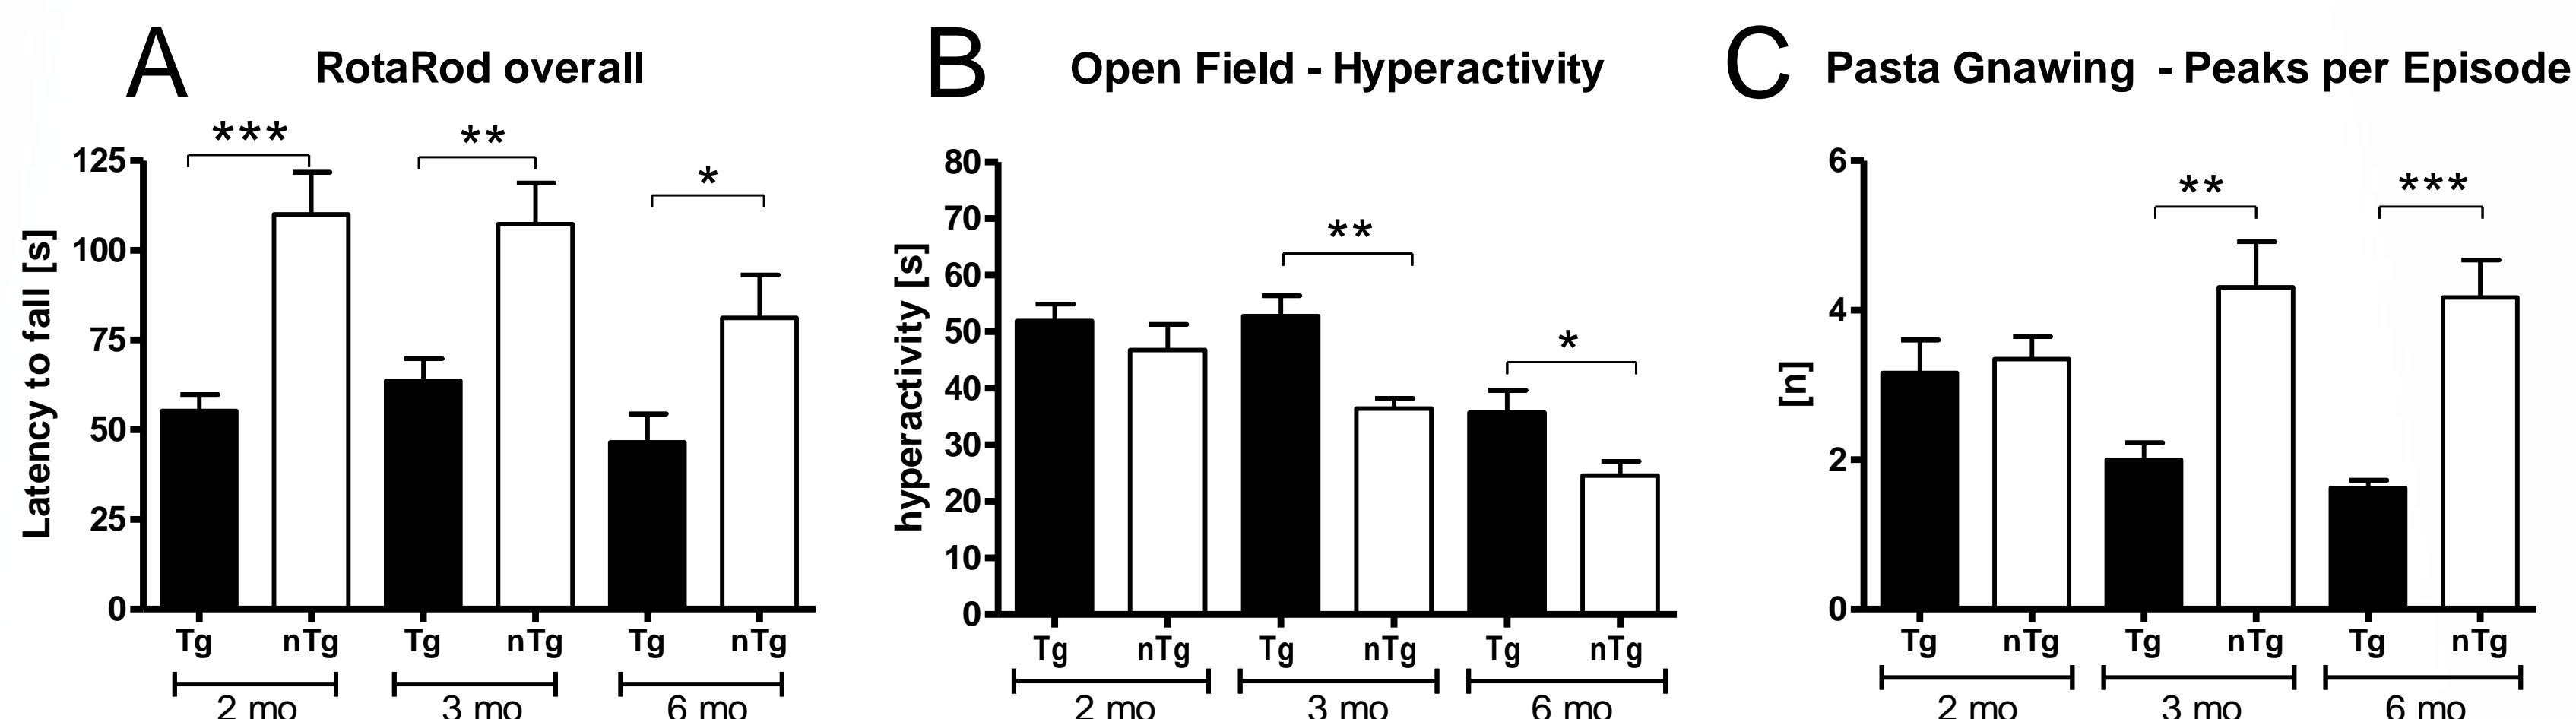 A RotaRod overall
***
**
*
Latency to fall [s]
125
100
75
50
25
0
Tg nTg Tg nTg Tg nTg
2 mo 3 mo 6 mo
B Open Field - Hyperactivity
**
*
hyperactivity [s]
80
70
60
50
40
30
20
10
0
Tg nTg Tg nTg Tg nTg
2 mo 3 mo 6 mo
C Pasta Gnawing - Peaks per Episode
**
***
[n]
6
4
2
0
Tg nTg Tg nTg Tg nTg
2 mo 3 mo 6 mo